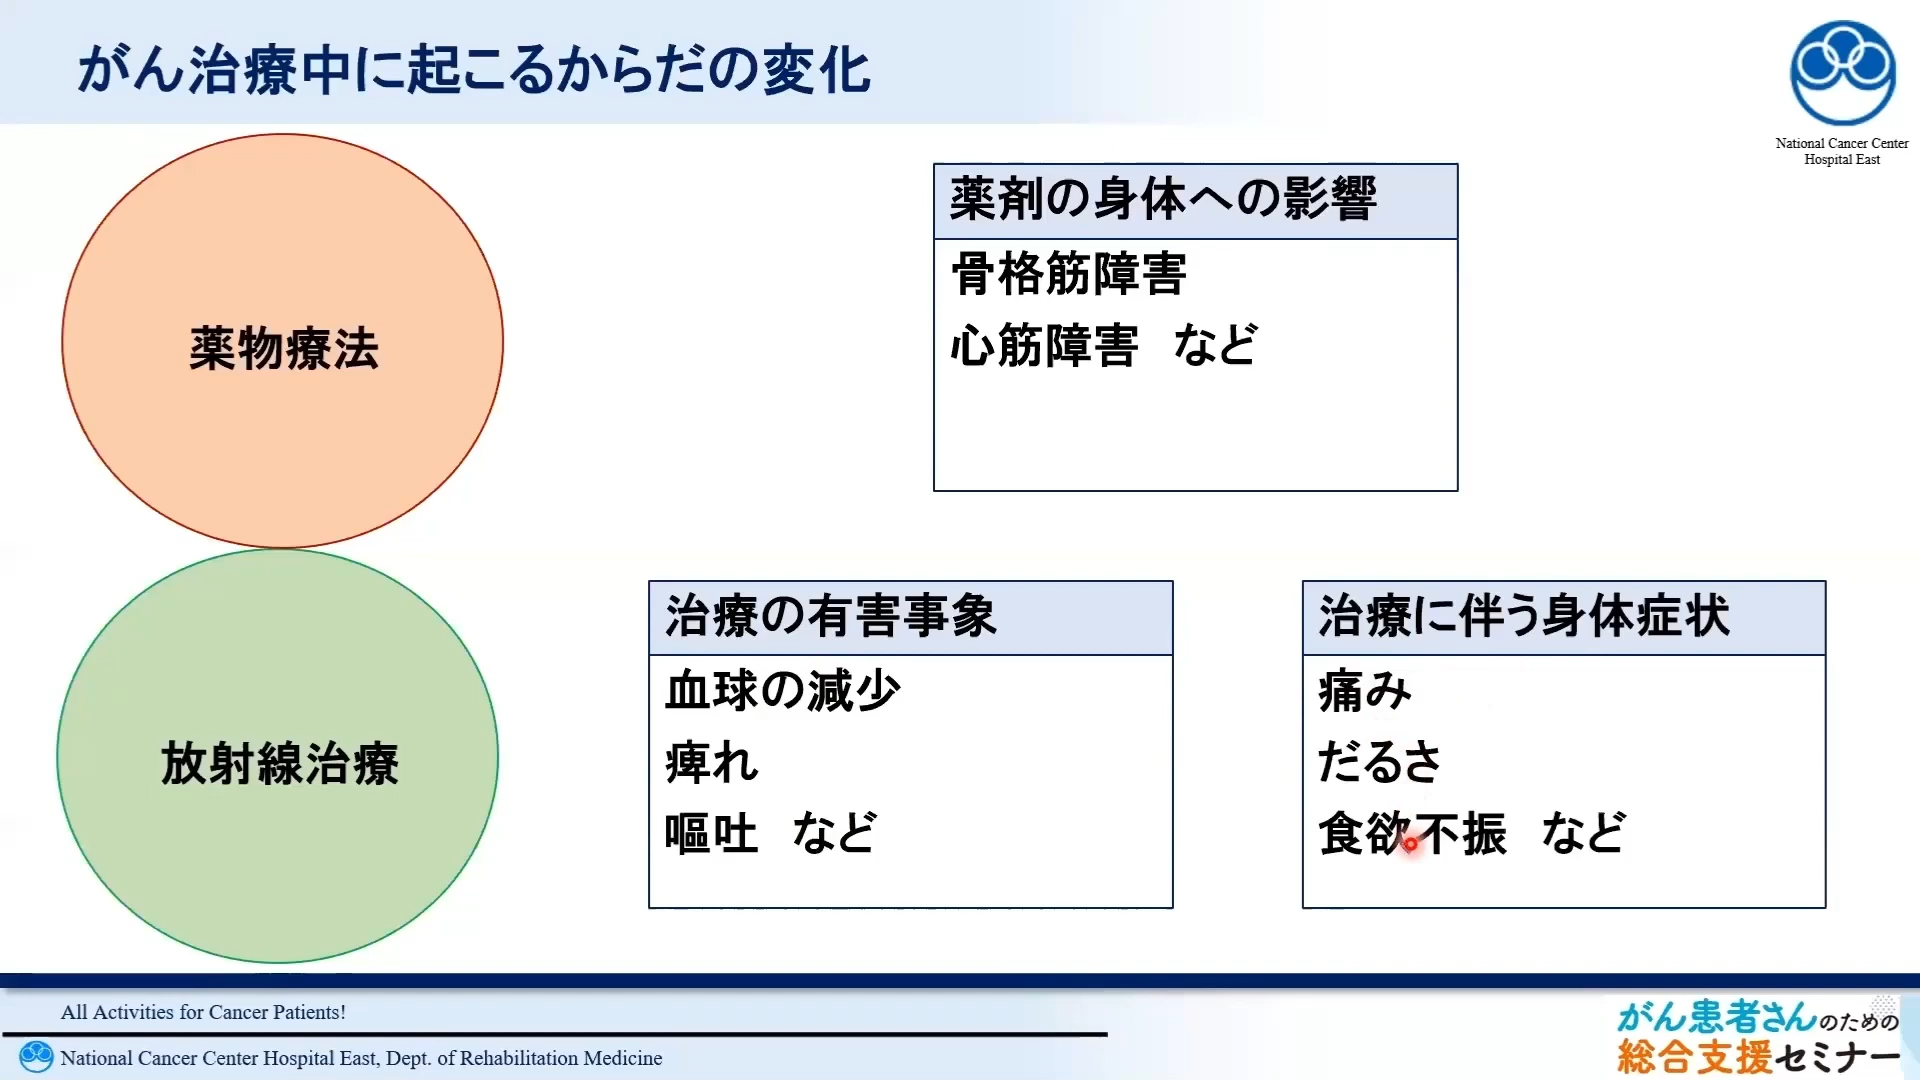 がん治療中に起こるからだの変化
National Cancer Center
Hospital East
薬物療法
薬剤の身体への影響
骨格筋障害
心筋障害　など
放射線治療
治療の有害事象
血球の減少
痺れ
嘔吐　など
治療に伴う身体症状
痛み
だるさ
食欲不振　など
All Activities for Cancer Patients!
National Cancer Center Hospital East, Dept. of Rehabilitation Medicine
がん患者さんのための
総合支援セミナー